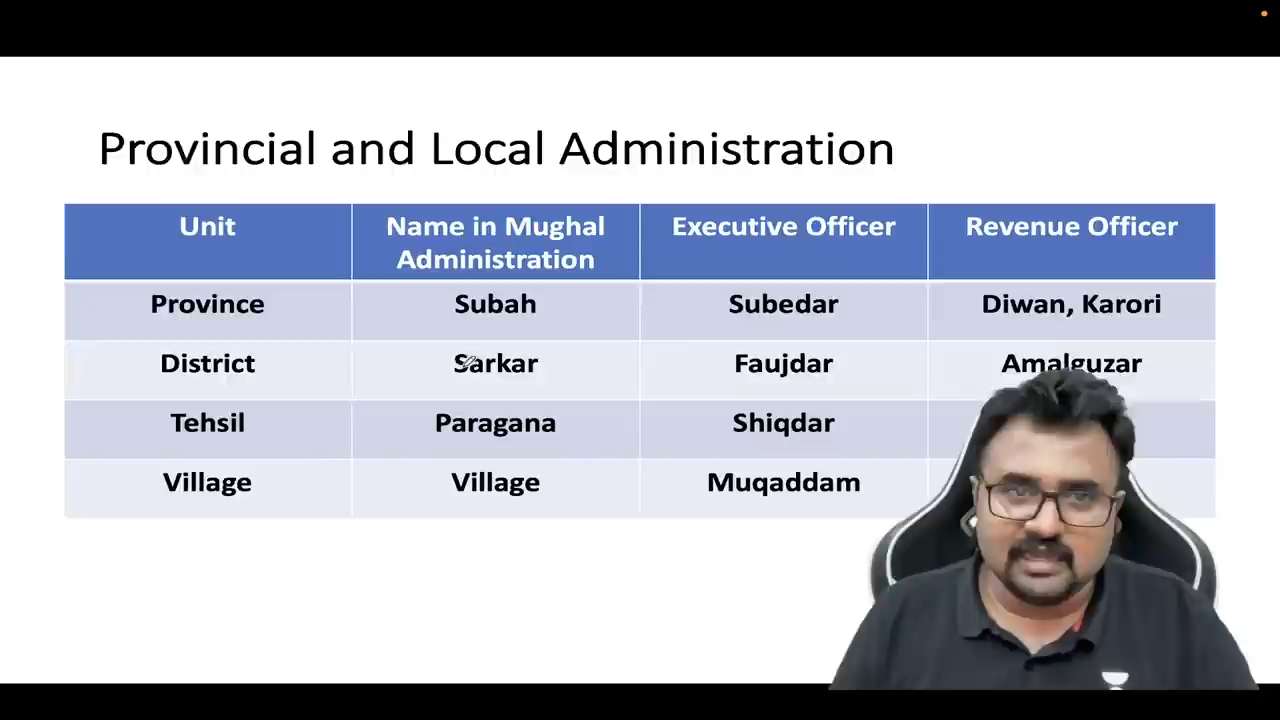 Provincial and Local Administration
Unit
Name in Mughal
Administration
Executive Officer
Revenue Officer
Province
Subah
Subedar
Diwan, Karori
District
Sarkar
Faujdar
Amalguzar
Tehsil
Paragana
Shiqdar
Village
Village
Muqaddam